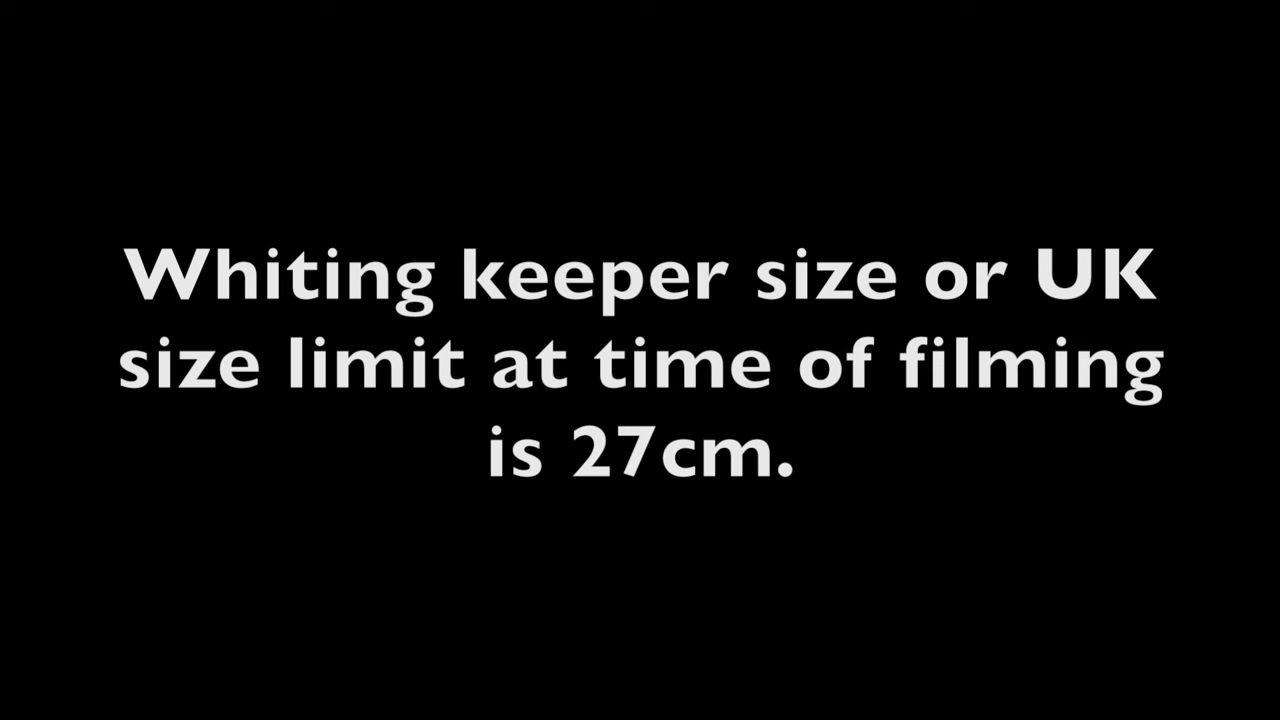 Whiting keeper size or UK
size limit at time of filming
is 27cm.